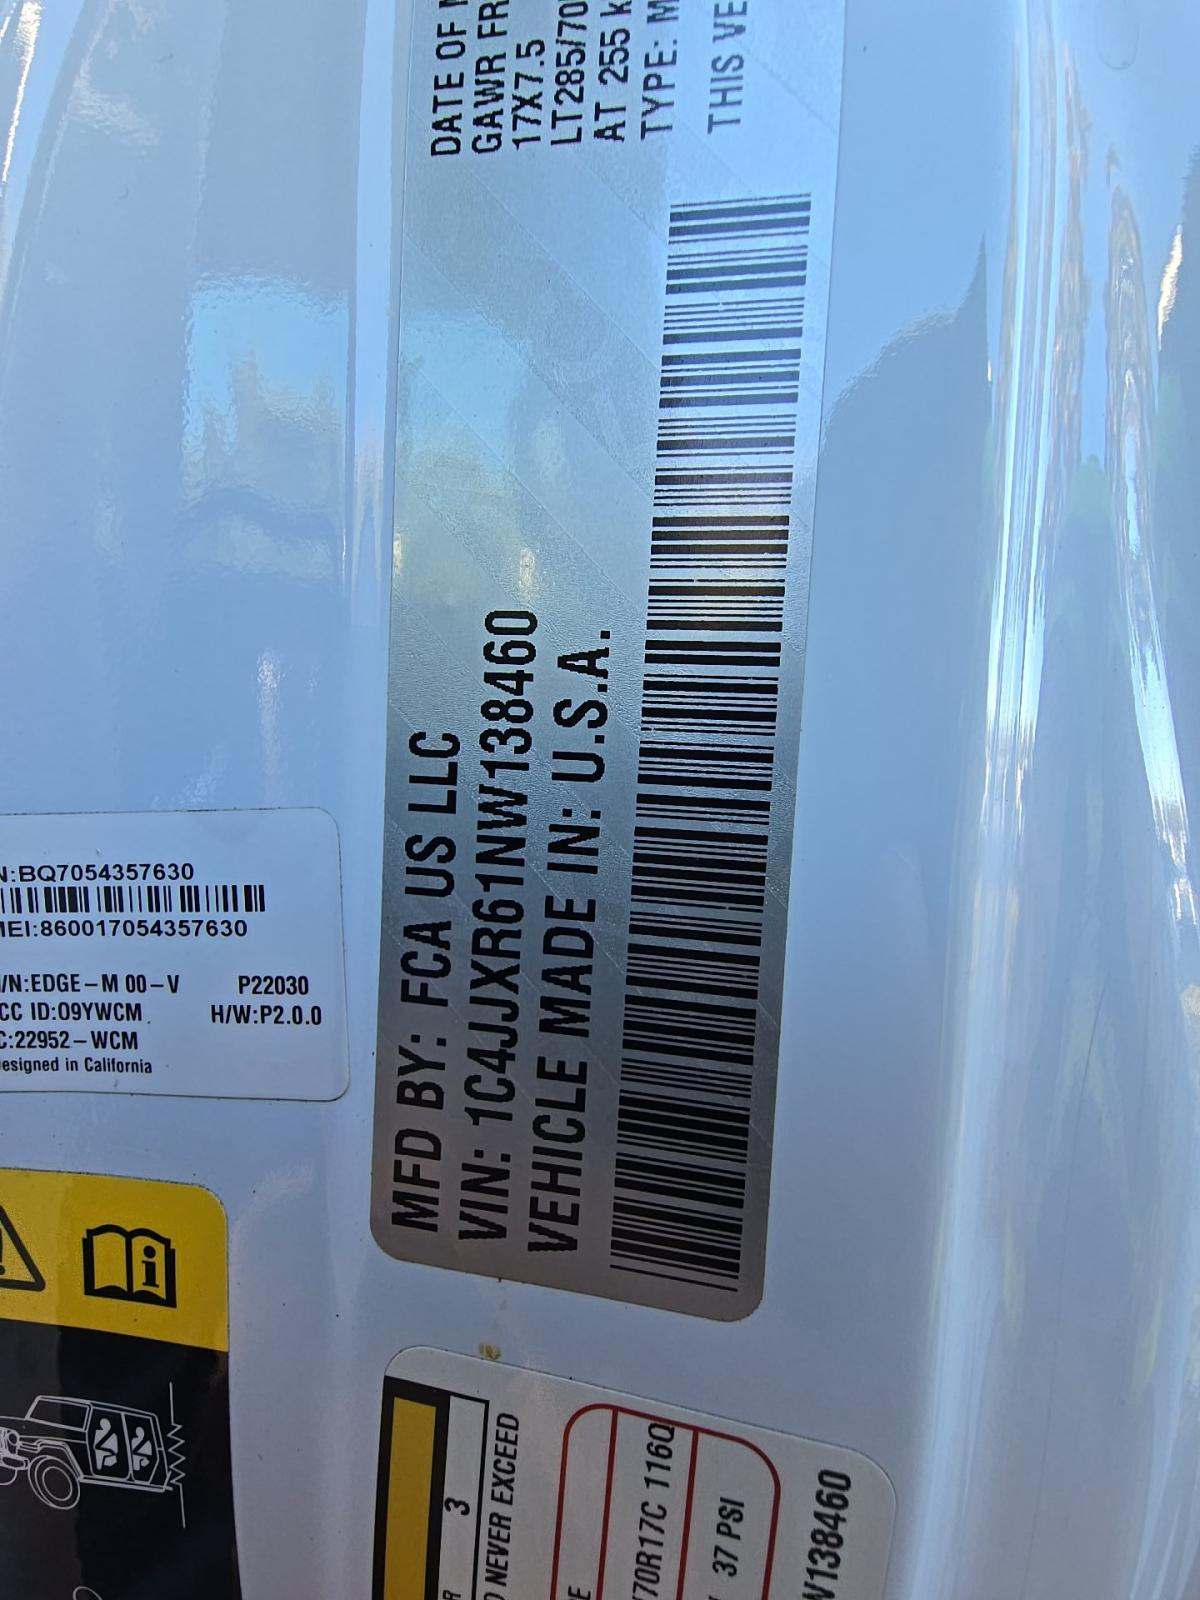 MFD BY: FCA US LLC
VIN: 1C4JJXR61NW138460
VEHICLE MADE IN: U.S.A.
DATE OF
GAWR FR
17X7.5
LT285/70
AT 255 k
TYPE: M
THIS VE
N:BQ7054357630
MEI:860017054357630
/N:EDGE-M 00-V P22030
CC ID:O9YWCM H/W:P2.0.0
C:22952-WCM
esigned in California
R 3
NEVER EXCEED
E
/70R17C 116Q
37 PSI
W138460